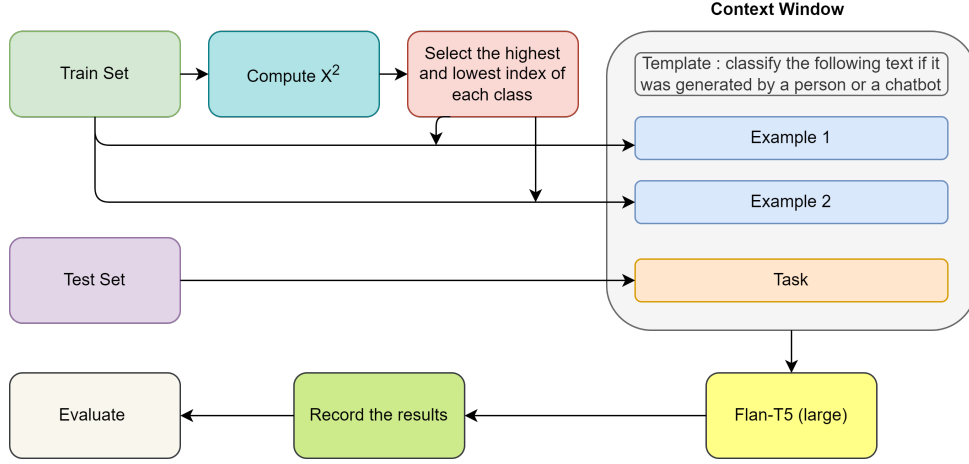 Context Window
Train Set
Compute X²
Select the highest
and lowest index of
each class
Template : classify the following text if it
was generated by a person or a chatbot
Example 1
Example 2
Test Set
Task
Evaluate
Record the results
Flan-T5 (large)